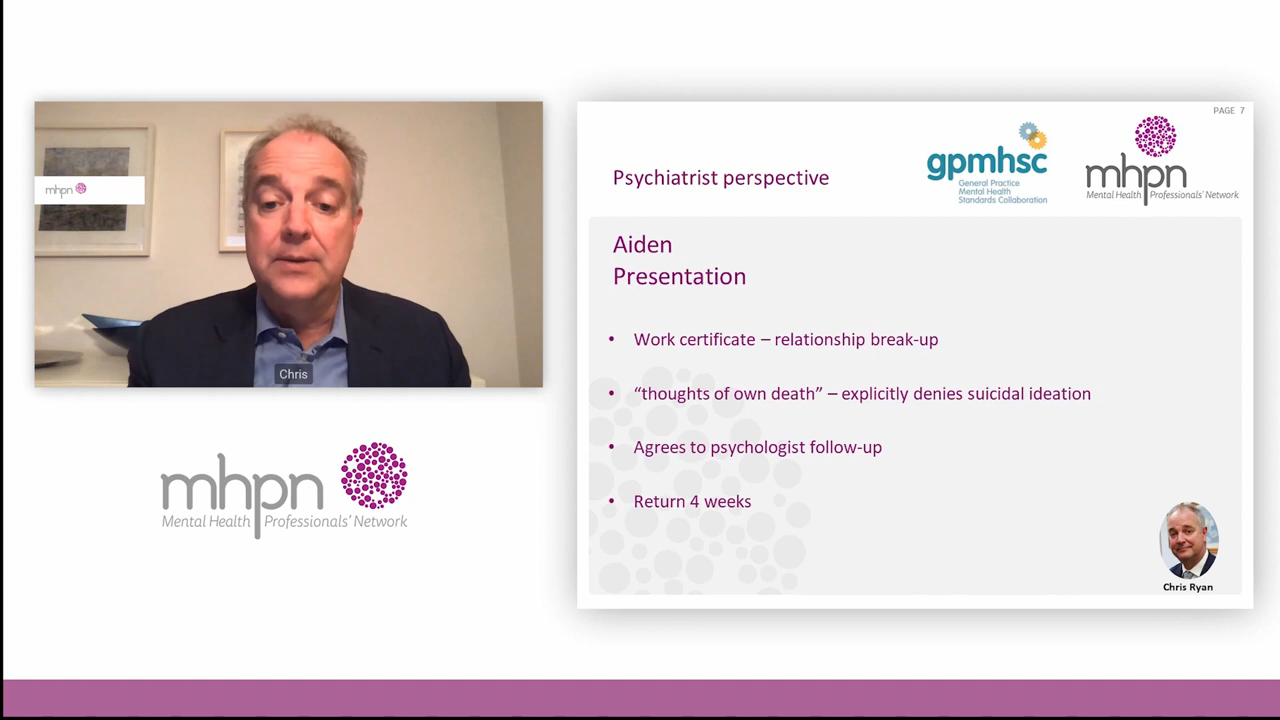 mhpn
Chris
mhpn
Mental Health Professionals' Network
PAGE 7
Psychiatrist perspective
gpmhsc
General Practice
Mental Health
Standards Collaboration
mhpn
Mental Health Professionals' Network
Aiden
Presentation
• Work certificate – relationship break-up
• “thoughts of own death” – explicitly denies suicidal ideation
• Agrees to psychologist follow-up
• Return 4 weeks
Chris Ryan